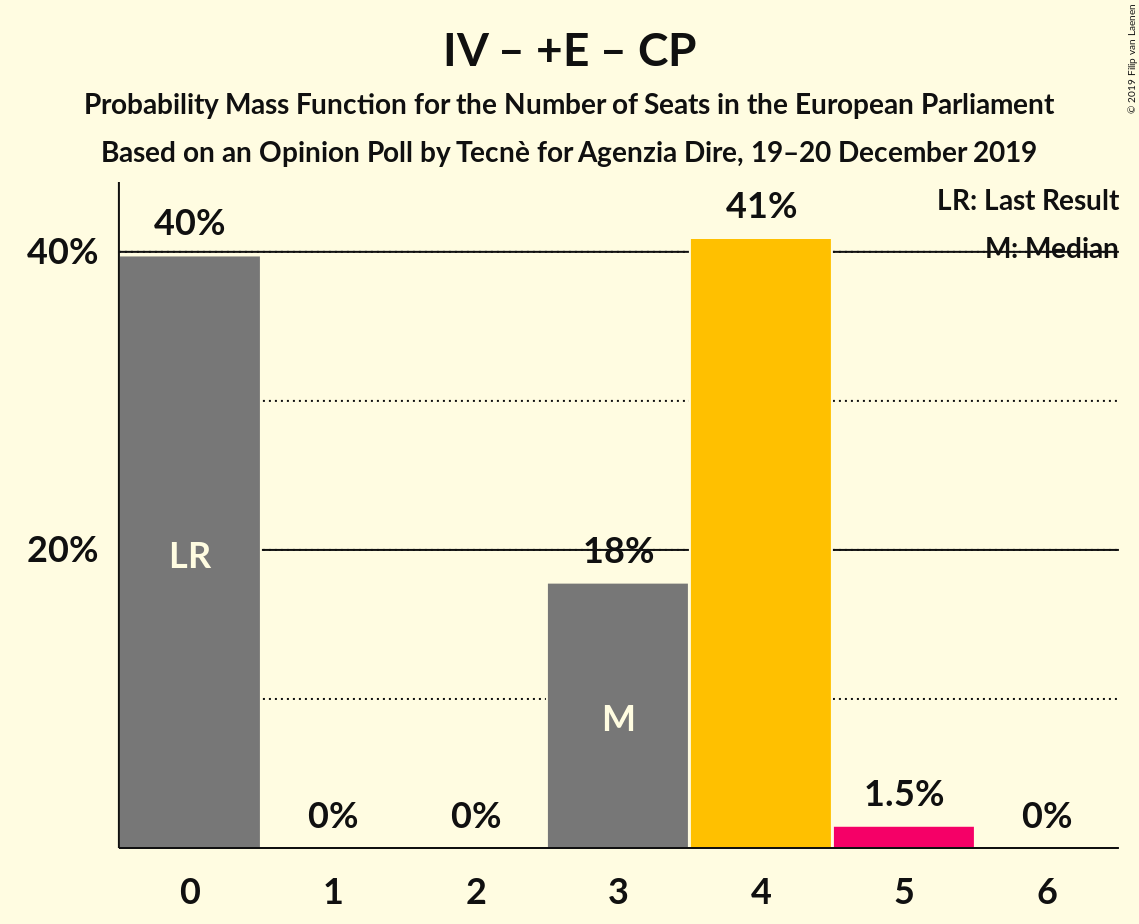 IV – +E – CP
Probability Mass Function for the Number of Seats in the European Parliament
Based on an Opinion Poll by Tecnè for Agenzia Dire, 19–20 December 2019
© 2019 Filip van Laenen
LR: Last Result
M: Median
40%
20%
40%
0%
0%
18%
41%
1.5%
0%
LR
M
0
1
2
3
4
5
6